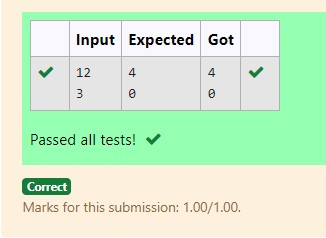 Input Expected Got
12 4 4
3 0 0
Passed all tests!
Correct
Marks for this submission: 1.00/1.00.